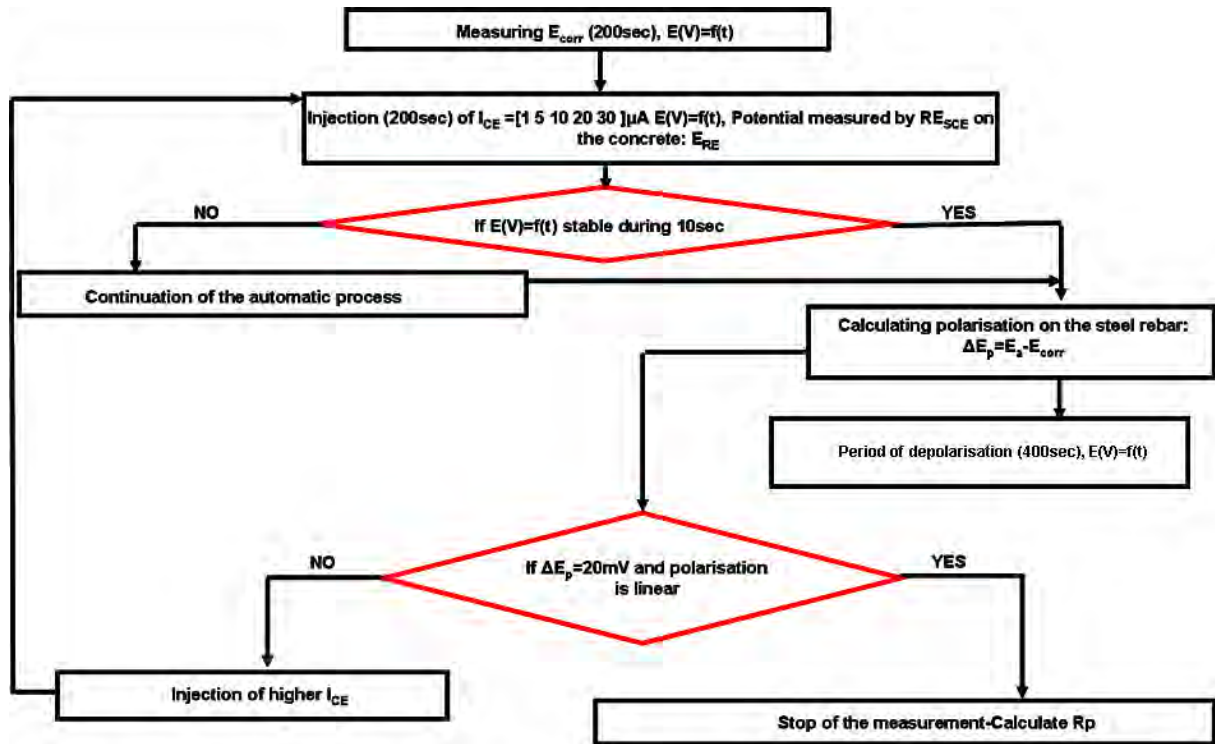 Measuring Ecorr (200sec), E(V)=f(t)
Injection (200sec) of ICE =[1 5 10 20 30 ]µA E(V)=f(t), Potential measured by RESCE on
the concrete: ERE
NO
If E(V)=f(t) stable during 10sec
YES
Continuation of the automatic process
Calculating polarisation on the steel rebar:
ΔEp=Ea-Ecorr
Period of depolarisation (400sec), E(V)=f(t)
NO
If ΔEp=20mV and polarisation
is linear
YES
Injection of higher ICE
Stop of the measurement-Calculate Rp